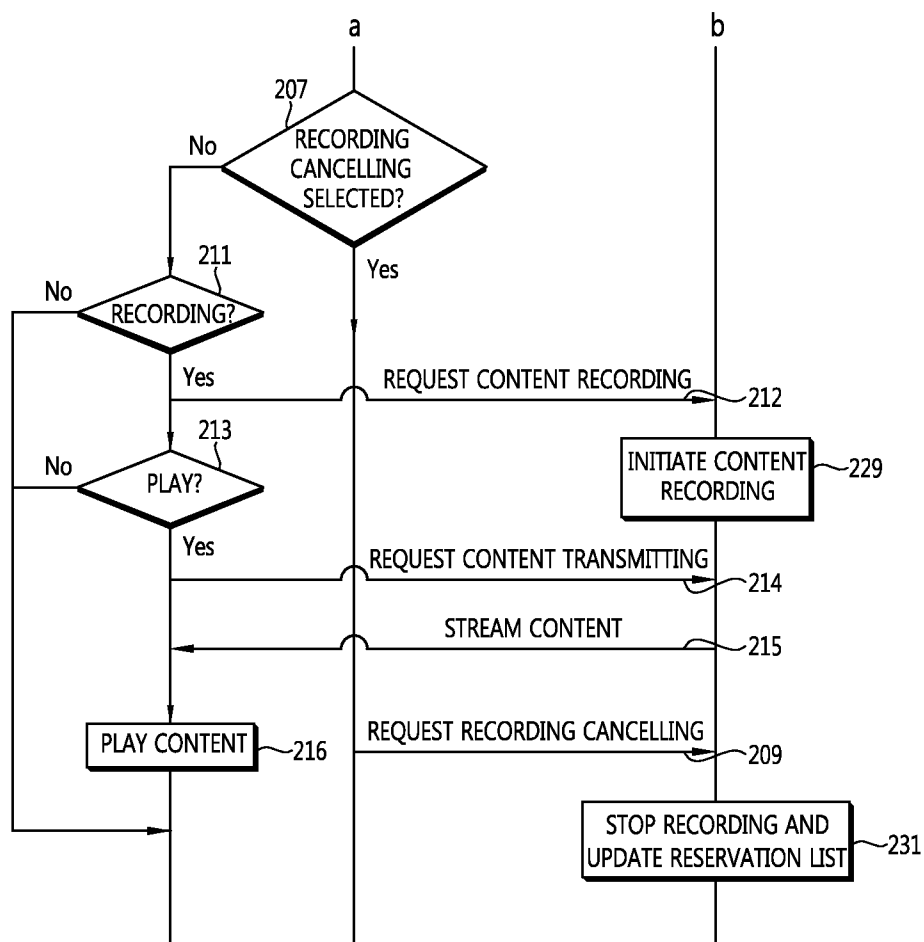 a
b
207
RECORDING
CANCELLING
SELECTED?
No
Yes
211
No
RECORDING?
Yes
REQUEST CONTENT RECORDING
212
213
No
PLAY?
Yes
INITIATE CONTENT
RECORDING
229
REQUEST CONTENT TRANSMITTING
214
STREAM CONTENT
215
PLAY CONTENT
216
REQUEST RECORDING CANCELLING
209
STOP RECORDING AND
UPDATE RESERVATION LIST
231